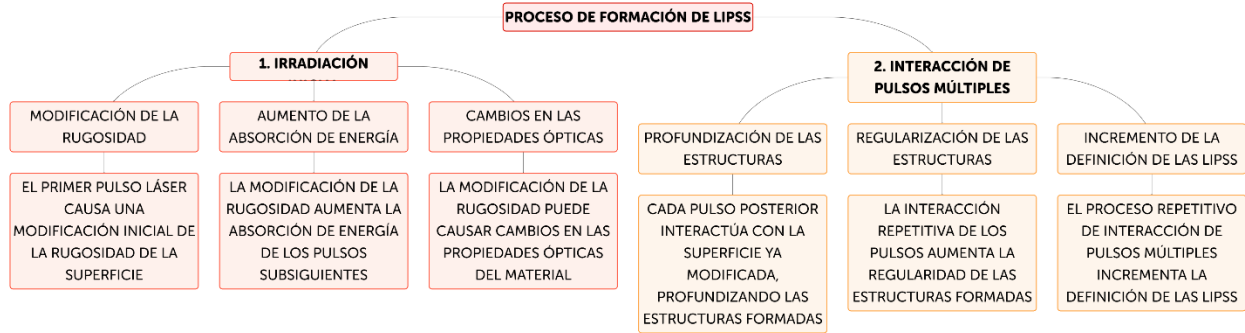 PROCESO DE FORMACIÓN DE LIPSS
1. IRRADIACIÓN
MODIFICACIÓN DE LA
RUGOSIDAD
EL PRIMER PULSO LÁSER
CAUSA UNA
MODIFICACIÓN INICIAL DE
LA RUGOSIDAD DE LA
SUPERFICIE
AUMENTO DE LA
ABSORCIÓN DE ENERGÍA
LA MODIFICACIÓN DE LA
RUGOSIDAD AUMENTA LA
ABSORCIÓN DE ENERGÍA
DE LOS PULSOS
SUBSIGUIENTES
CAMBIOS EN LAS
PROPIEDADES ÓPTICAS
LA MODIFICACIÓN DE LA
RUGOSIDAD PUEDE
CAUSAR CAMBIOS EN LAS
PROPIEDADES ÓPTICAS
DEL MATERIAL
2. INTERACCIÓN DE
PULSOS MÚLTIPLES
PROFUNDIZACIÓN DE LAS
ESTRUCTURAS
CADA PULSO POSTERIOR
INTERACTÚA CON LA
SUPERFICIE YA
MODIFICADA,
PROFUNDIZANDO LAS
ESTRUCTURAS FORMADAS
REGULARIZACIÓN DE LAS
ESTRUCTURAS
LA INTERACCIÓN
REPETITIVA DE LOS
PULSOS AUMENTA LA
REGULARIDAD DE LAS
ESTRUCTURAS FORMADAS
INCREMENTO DE LA
DEFINICIÓN DE LAS LIPSS
EL PROCESO REPETITIVO
DE INTERACCIÓN DE
PULSOS MÚLTIPLES
INCREMENTA LA
DEFINICIÓN DE LAS LIPSS